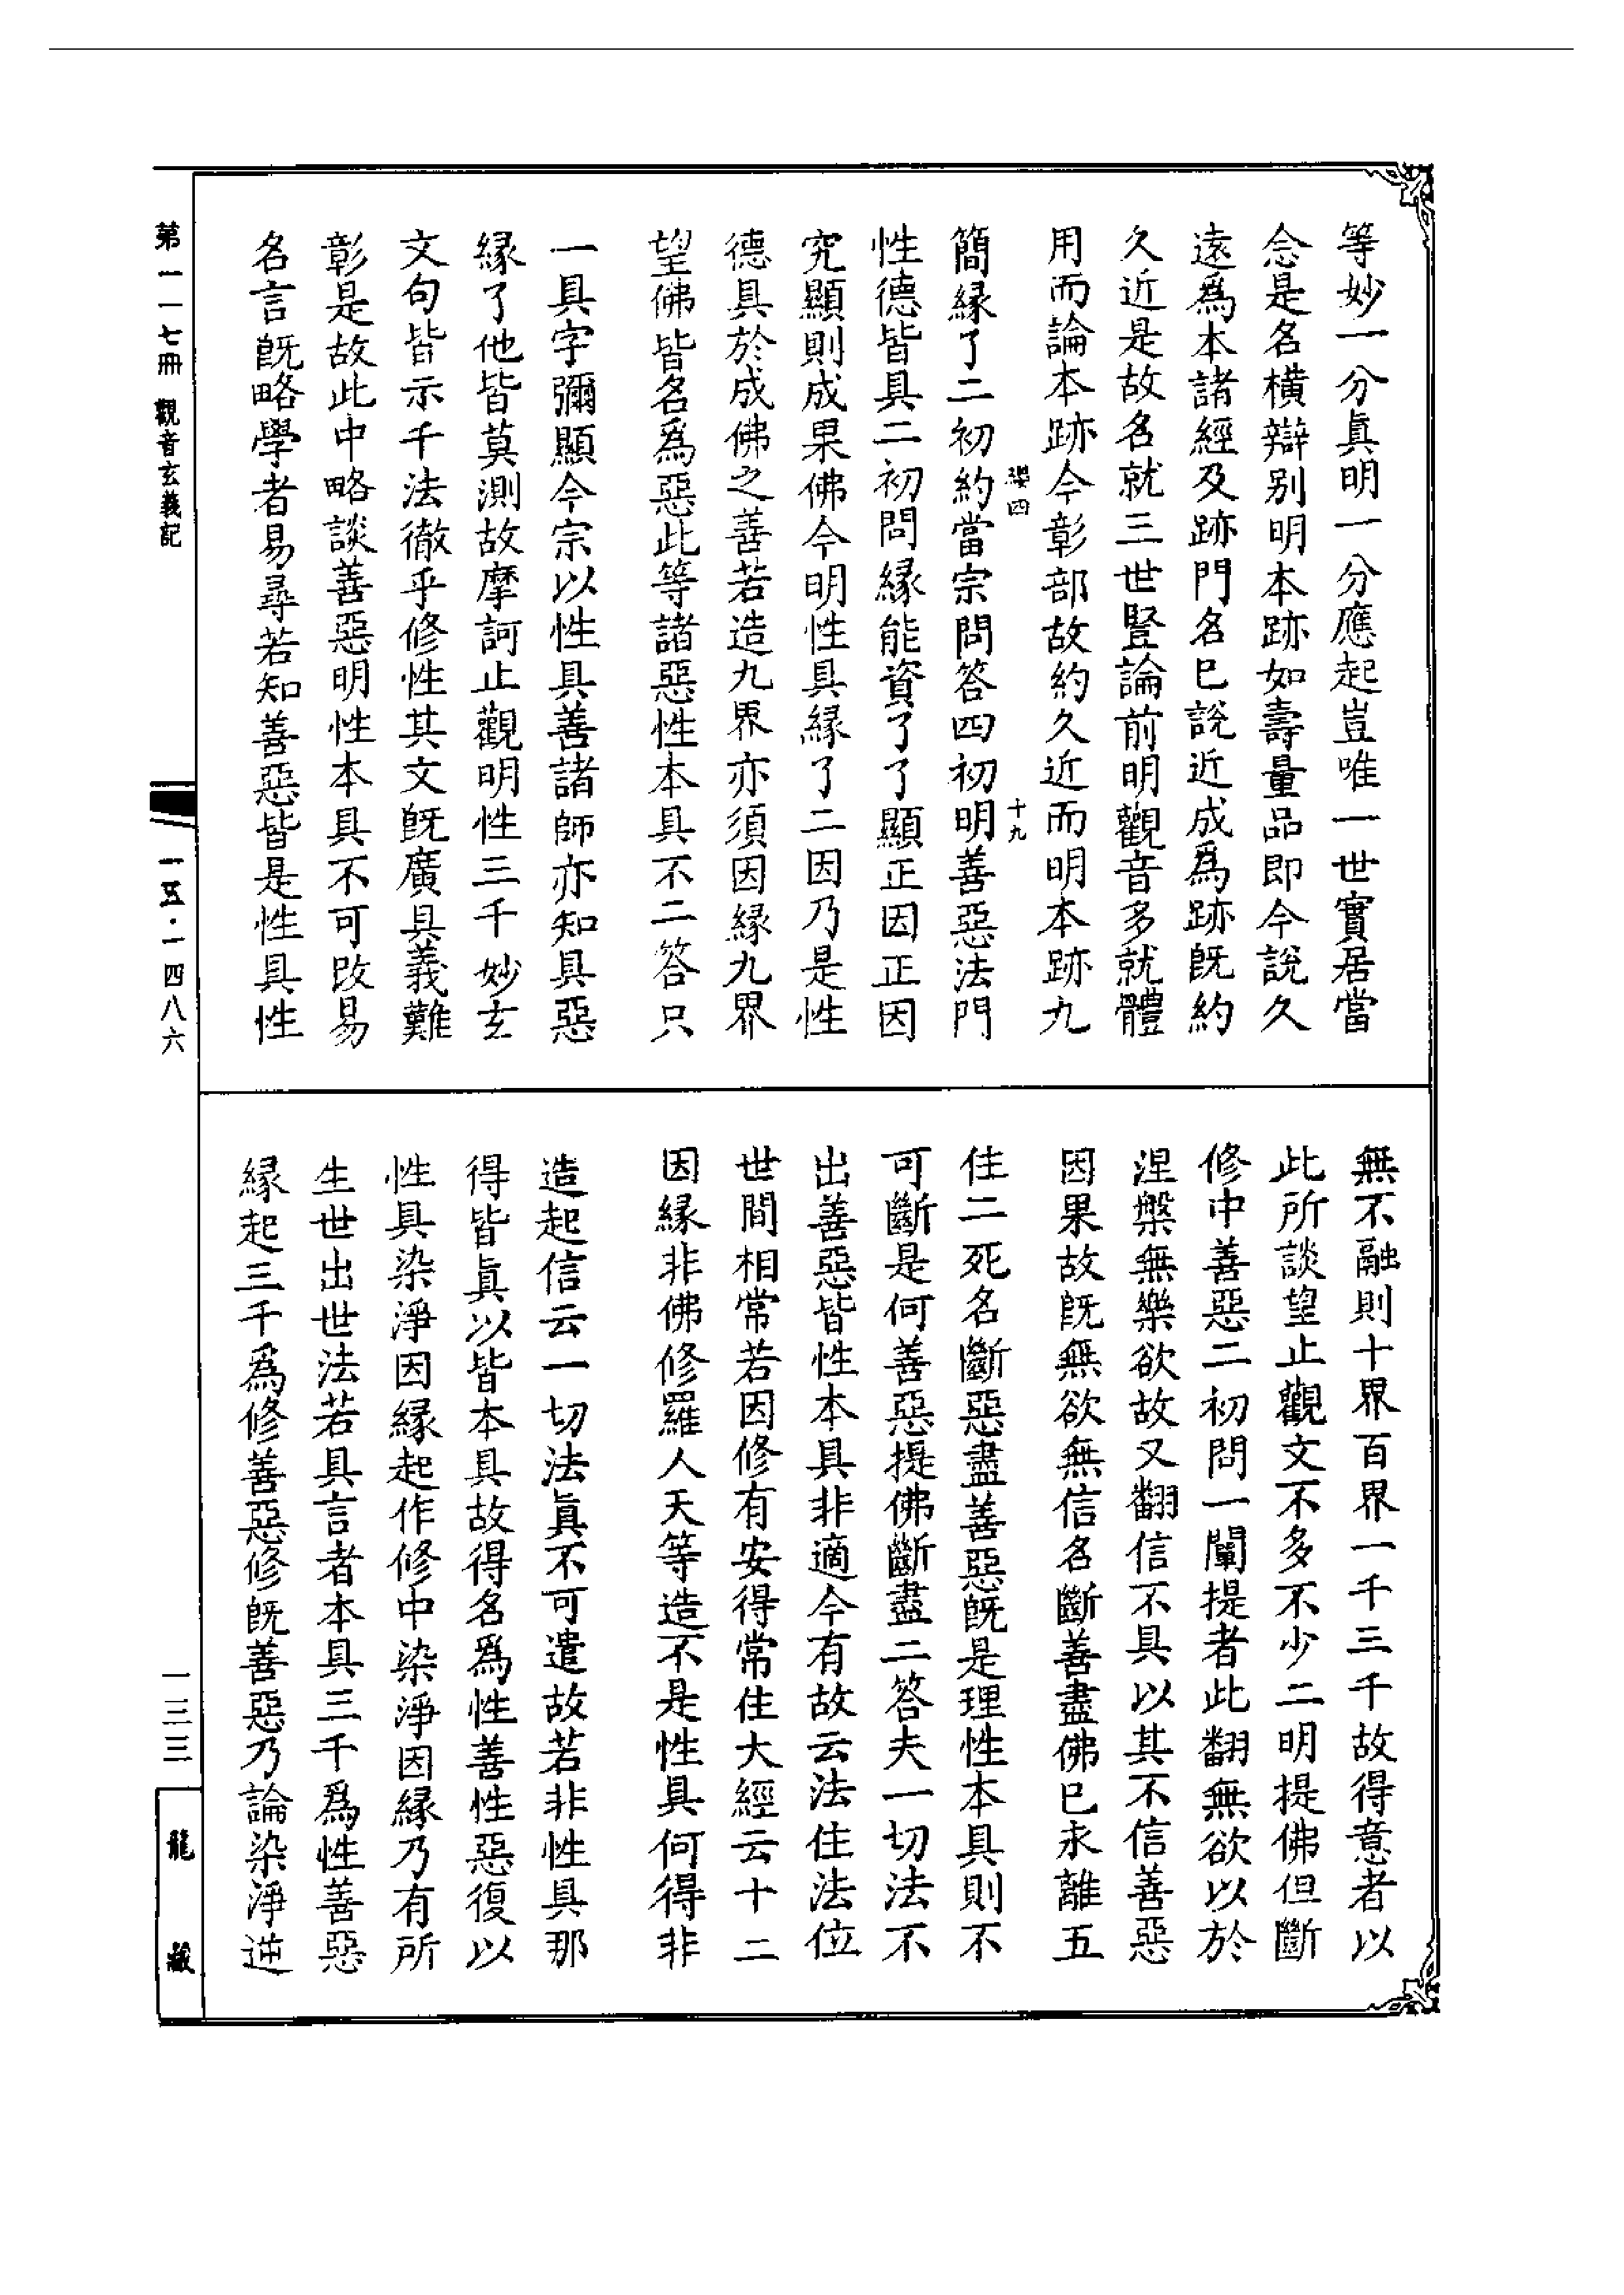 等妙一一分眞明一一分應起豈唯一世實居當
念是名橫辯别明本跡如壽量品即今說久
遠爲本諸經及跡門名巳說近成爲跡旣約
久近是故名就三世豎論前明觀音多就體
用而論本跡今彰部故約久近而明本跡九
簡緣了二初約當宗問答四初明善惡法門
十九
性德皆具二初問緣能資了了顯正因正因
究顯則成果佛今明性具緣了二因乃是性
德具於成佛之善若造九界亦須因緣九界
望佛皆名爲惡此等諸惡性本具不二答只
一具字彌顯今宗以性具善諸師亦知具惡
緣了他皆莫測故摩訶止觀明性三千妙玄
文句皆示千法徹乎修性其文旣廣具義難
彰是故此中略談善惡明性本具不可改易
名言旣略學者易尋若知善惡皆是性具性
無不融則十界百界一千三千故得意者以
此所談望止觀文不多不少二明提佛但斷
修中善惡二初問一闡提者此翻無欲以於
涅槃無樂欲故又翻信不具以其不信善惡
因果故旣無欲無信名斷善盡佛巳永離五
住二死名斷惡盡善惡旣是理性本具則不
可斷是何善惡提佛斷盡二答夫一切法不
出善惡皆性本具非適今有故云法住法位
世間相常若因修有安得常住大經云十二
因緣非佛修羅人天等造不是性具何得非
造起信云一切法眞不可遣故若非性具那
得皆眞以皆本具故得名爲性善性惡復以
性具染淨因緣起作修中染淨因緣乃有所
生世出世法若具言者本具三千爲性善惡
緣起三千爲修善惡修旣善惡乃論染淨逆
第一一七冊 觀音玄義記
一五·一四八六
一三三
龍藏